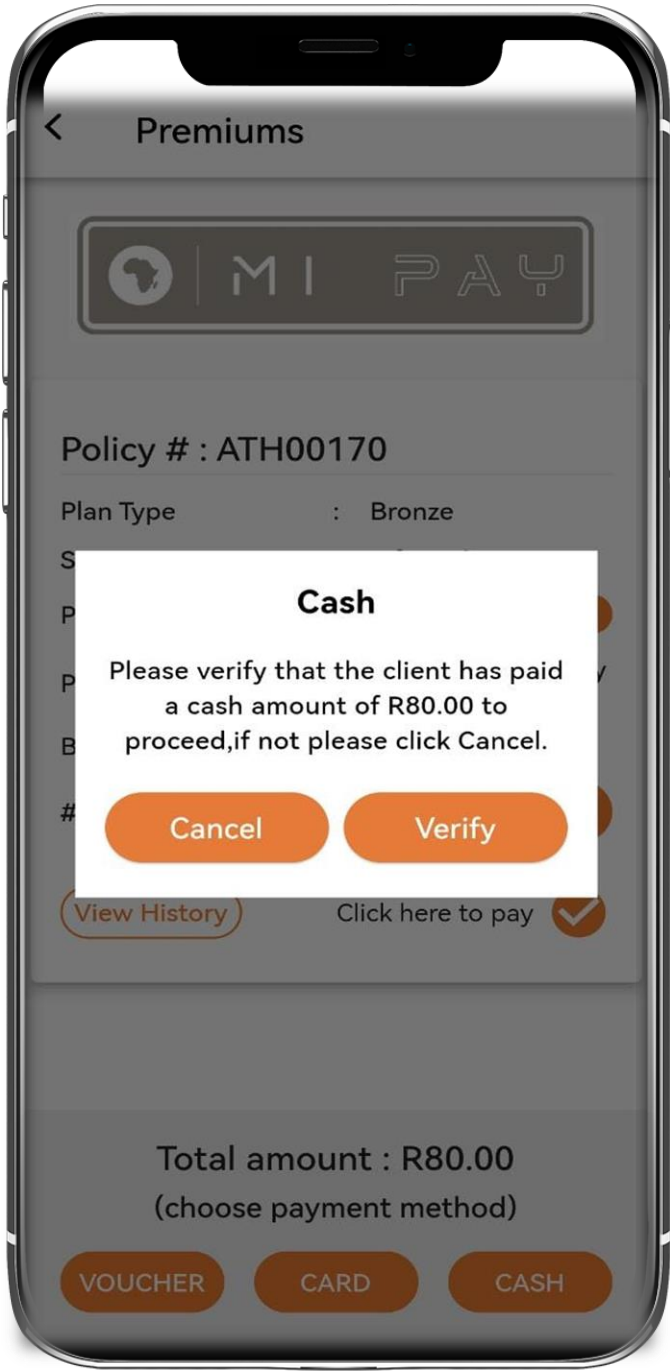 Premiums
MI PAY
Policy # : ATH00170
Plan Type : Bronze
Cash
Please verify that the client has paid
a cash amount of R80.00 to
proceed,if not please click Cancel.
Cancel Verify
View History Click here to pay
Total amount : R80.00
(choose payment method)
VOUCHER CARD CASH